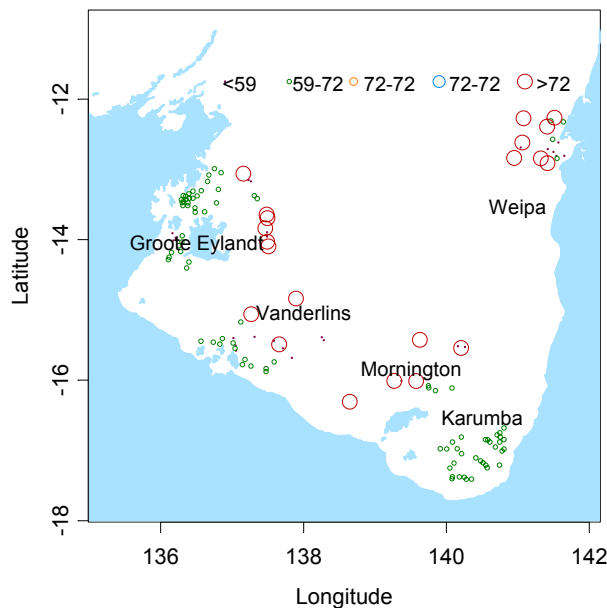 <59 59-72 72-72 72-72 >72
-12
Weipa
Latitude
-14
Groote Eylandt
Vanderlins
-16
Mornington
Karumba
-18
136 138 140 142
Longitude